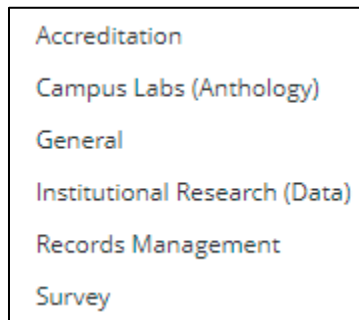 Accreditation
Campus Labs (Anthology)
General
Institutional Research (Data)
Records Management
Survey